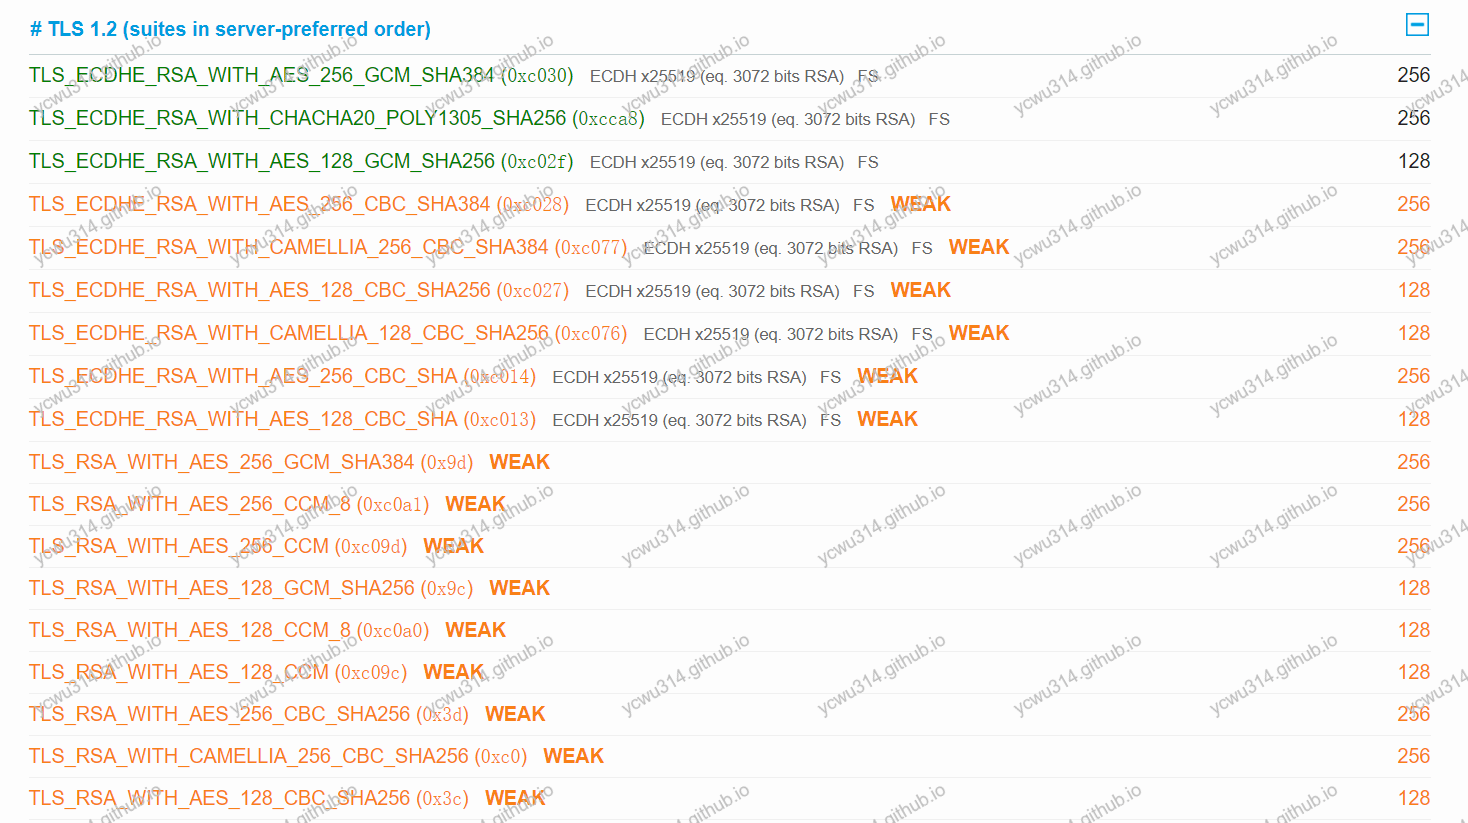 # TLS 1.2 (suites in server-preferred order)
TLS_ECDHE_RSA_WITH_AES_256_GCM_SHA384 (0xc030) ECDH x25519 (eq. 3072 bits RSA) FS 256
TLS_ECDHE_RSA_WITH_CHACHA20_POLY1305_SHA256 (0xcca8) ECDH x25519 (eq. 3072 bits RSA) FS 256
TLS_ECDHE_RSA_WITH_AES_128_GCM_SHA256 (0xc02f) ECDH x25519 (eq. 3072 bits RSA) FS 128
TLS_ECDHE_RSA_WITH_AES_256_CBC_SHA384 (0xc028) ECDH x25519 (eq. 3072 bits RSA) FS WEAK 256
TLS_ECDHE_RSA_WITH_CAMELLIA_256_CBC_SHA384 (0xc077) ECDH x25519 (eq. 3072 bits RSA) FS WEAK 256
TLS_ECDHE_RSA_WITH_AES_128_CBC_SHA256 (0xc027) ECDH x25519 (eq. 3072 bits RSA) FS WEAK 128
TLS_ECDHE_RSA_WITH_CAMELLIA_128_CBC_SHA256 (0xc076) ECDH x25519 (eq. 3072 bits RSA) FS WEAK 128
TLS_ECDHE_RSA_WITH_AES_256_CBC_SHA (0xc014) ECDH x25519 (eq. 3072 bits RSA) FS WEAK 256
TLS_ECDHE_RSA_WITH_AES_128_CBC_SHA (0xc013) ECDH x25519 (eq. 3072 bits RSA) FS WEAK 128
TLS_RSA_WITH_AES_256_GCM_SHA384 (0x9d) WEAK 256
TLS_RSA_WITH_AES_256_CCM_8 (0xc0a1) WEAK 256
TLS_RSA_WITH_AES_256_CCM (0xc09d) WEAK 256
TLS_RSA_WITH_AES_128_GCM_SHA256 (0x9c) WEAK 128
TLS_RSA_WITH_AES_128_CCM_8 (0xc0a0) WEAK 128
TLS_RSA_WITH_AES_128_CCM (0xc09c) WEAK 128
TLS_RSA_WITH_AES_256_CBC_SHA256 (0x3d) WEAK 256
TLS_RSA_WITH_CAMELLIA_256_CBC_SHA256 (0xc0) WEAK 256
TLS_RSA_WITH_AES_128_CBC_SHA256 (0x3c) WEAK 128
ycwu314.github.io